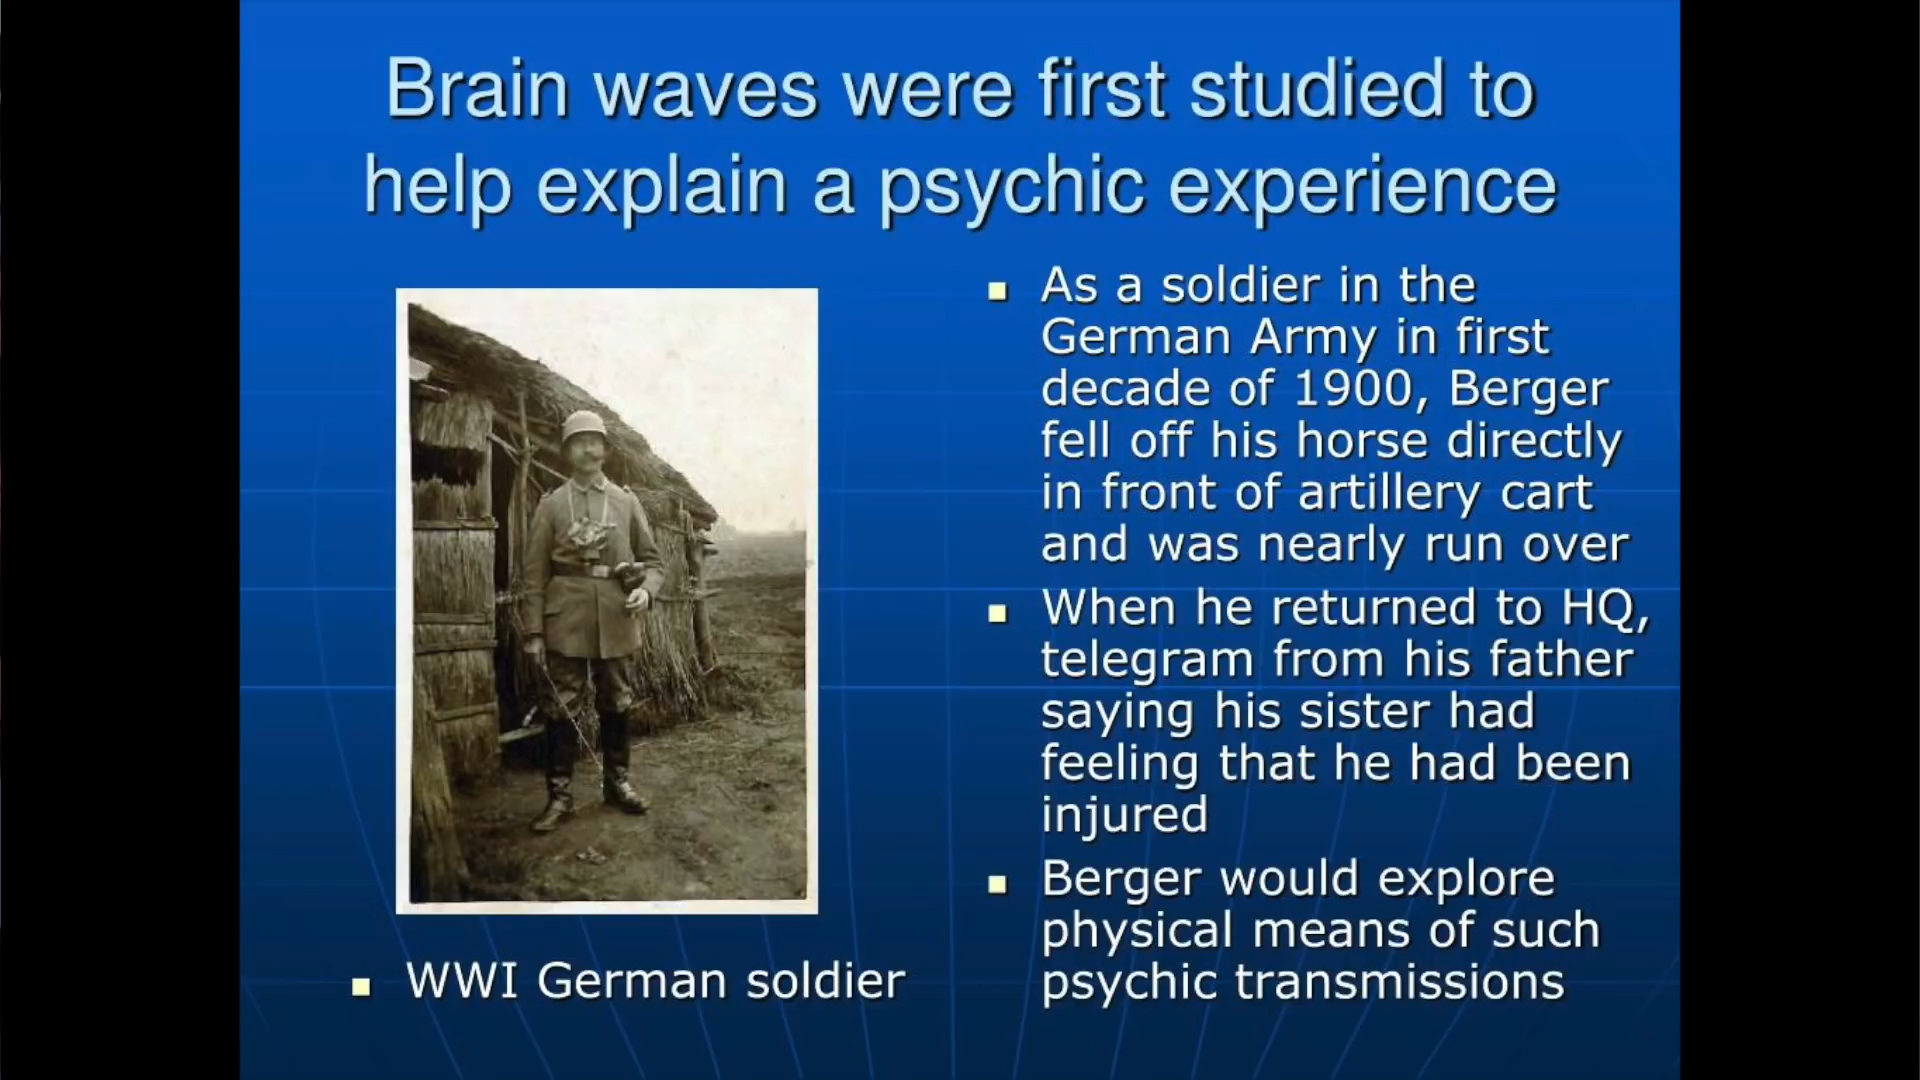 Brain waves were first studied to
help explain a psychic experience
As a soldier in the
German Army in first
decade of 1900, Berger
fell off his horse directly
in front of artillery cart
and was nearly run over
When he returned to HQ,
telegram from his father
saying his sister had
feeling that he had been
injured
Berger would explore
physical means of such
psychic transmissions
WWI German soldier